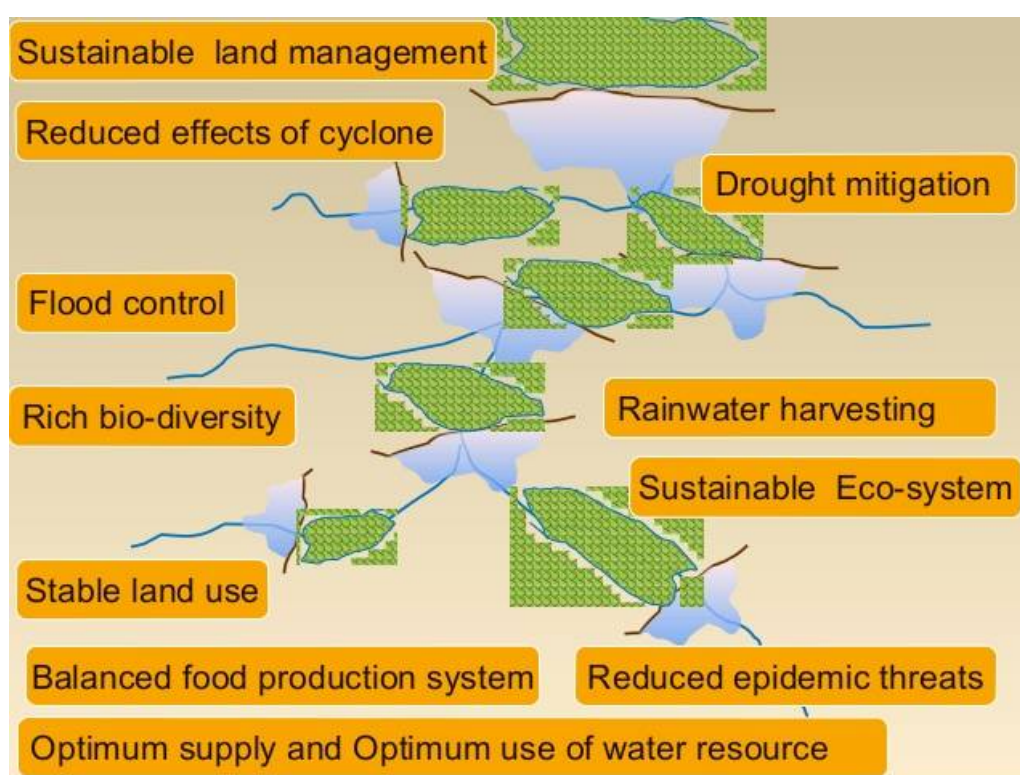 Sustainable land management
Reduced effects of cyclone
Drought mitigation
Flood control
Rich bio-diversity
Rainwater harvesting
Sustainable Eco-system
Stable land use
Balanced food production system
Reduced epidemic threats
Optimum supply and Optimum use of water resource